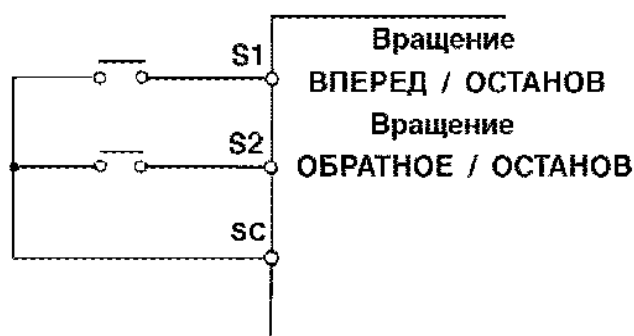 S1
Вращение
ВПЕРЕД / ОСТАНОВ
S2
Вращение
ОБРАТНОЕ / ОСТАНОВ
SC